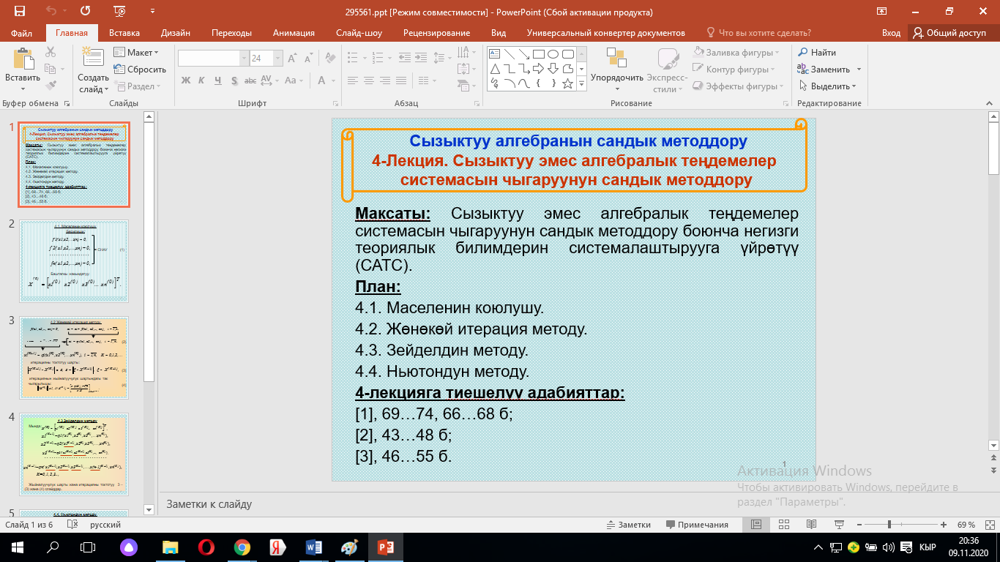 295561.ppt [Режим совместимости] - PowerPoint (Сбой активации продукта)
Файл Главная Вставка Дизайн Переходы Анимация Слайд-шоу Рецензирование Вид Универсальный конвертер документов Что вы хотите сделать? Вход Общий доступ
Вставить
Буфер обмена
Создать слайд
Макет
Сбросить
Раздел
Слайды
24
Ж К Ч S abc AV Aa А
Шрифт
Абзац
Упорядочить
Экспресс-стили
Заливка фигуры
Контур фигуры
Эффекты фигуры
Рисование
Найти
Заменить
Выделить
Редактирование
1
2
3
4
5
Сызыктуу алгебранын сандык методдору
4-Лекция. Сызыктуу эмес алгебралык теңдемелер
системасын чыгаруунун сандык методдору
Максаты: Сызыктуу эмес алгебралык теңдемелер
системасын чыгаруунун сандык методдору боюнча негизги
теориялык билимдерин системалаштырууга үйрөтүү
(САТС).
План:
4.1. Маселенин коюлушу.
4.2. Жөнөкөй итерация методу.
4.3. Зейделдин методу.
4.4. Ньютондун методу.
4-лекцияга тиешелүү адабияттар:
[1], 69…74, 66…68 б;
[2], 43…48 б;
[3], 46…55 б.
1
Активация Windows
Чтобы активировать Windows, перейдите в
раздел "Параметры".
Заметки к слайду
Слайд 1 из 6 русский Заметки Примечания 69 %
КЫР
20:36
09.11.2020